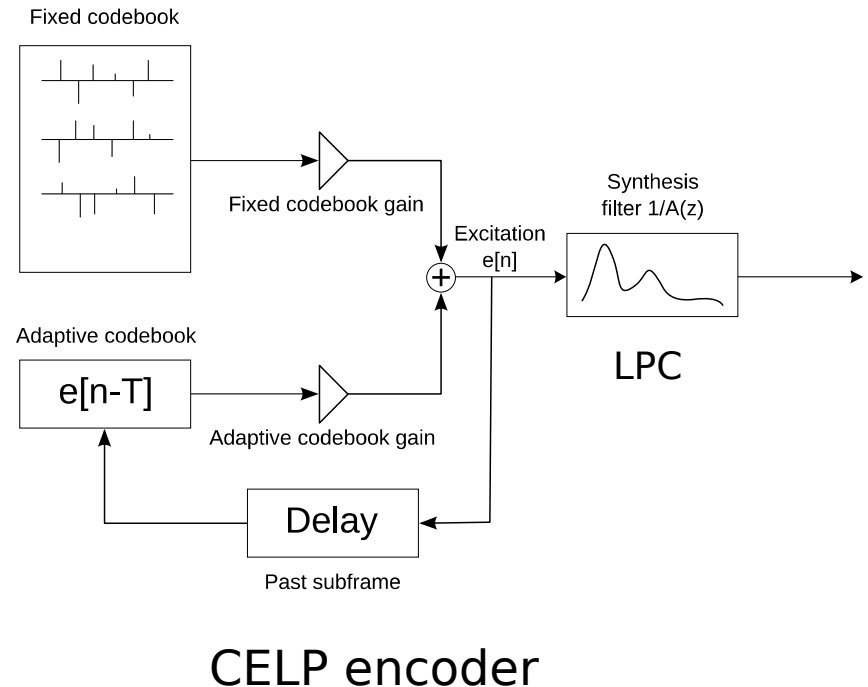 Fixed codebook
Fixed codebook gain
Synthesis
filter 1/A(z)
Excitation
e[n]
+
LPC
Adaptive codebook
e[n-T]
Adaptive codebook gain
Delay
Past subframe
CELP encoder